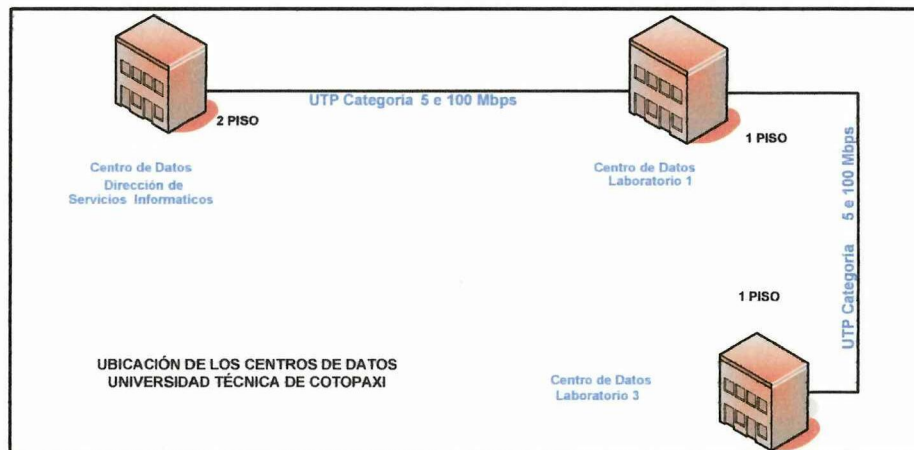 UTP Categoria 5 e 100 Mbps
2 PISO
1 PISO
Centro de Datos
Dirección de
Servicios Informaticos
Centro de Datos
Laboratorio 1
UTP Categoria 5 e 100 Mbps
1 PISO
UBICACIÓN DE LOS CENTROS DE DATOS
UNIVERSIDAD TÉCNICA DE COTOPAXI
Centro de Datos
Laboratorio 3